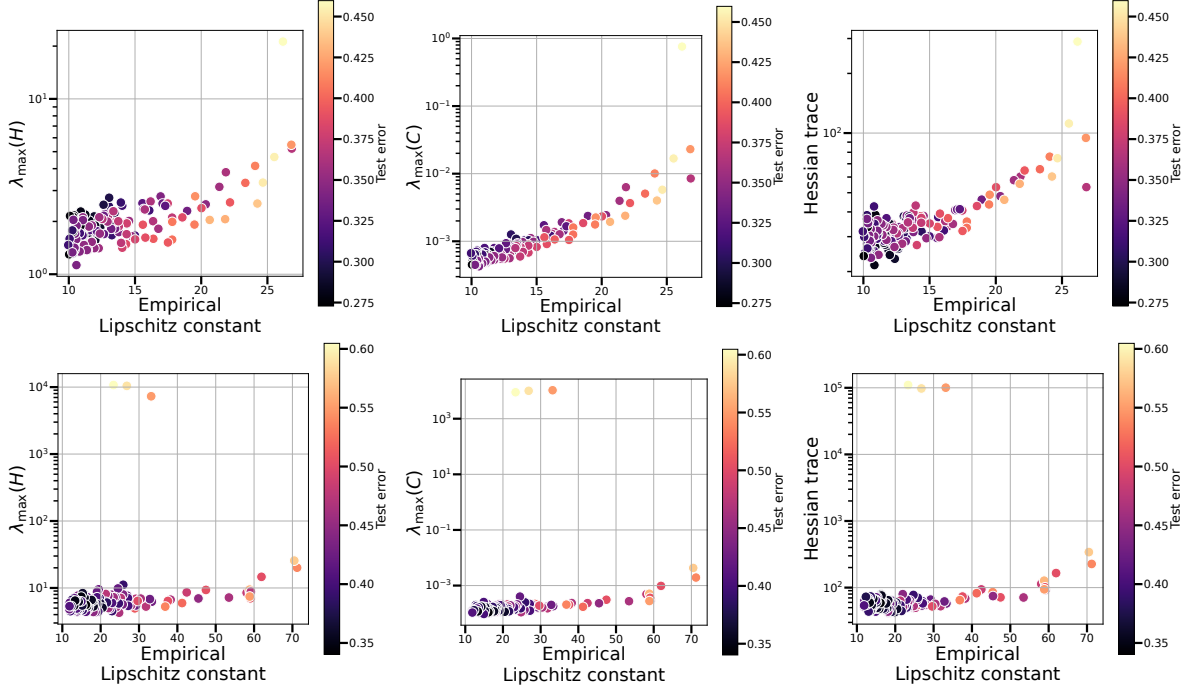 λmax(H)
10¹
10⁰
10 15 20 25
Empirical
Lipschitz constant
0.450
0.425
0.400
0.375
0.350
0.325
0.300
0.275
Test error
λmax(C)
10⁰
10⁻¹
10⁻²
10⁻³
10 15 20 25
Empirical
Lipschitz constant
0.450
0.425
0.400
0.375
0.350
0.325
0.300
0.275
Test error
Hessian trace
10²
10 15 20 25
Empirical
Lipschitz constant
0.450
0.425
0.400
0.375
0.350
0.325
0.300
0.275
Test error
λmax(H)
10⁴
10³
10²
10¹
10 20 30 40 50 60 70
Empirical
Lipschitz constant
0.60
0.55
0.50
0.45
0.40
0.35
Test error
λmax(C)
10⁵
10²
10⁻¹
10⁻⁴
10 20 30 40 50 60 70
Empirical
Lipschitz constant
0.60
0.55
0.50
0.45
0.40
0.35
Test error
Hessian trace
10⁵
10⁴
10³
10²
10 20 30 40 50 60 70
Empirical
Lipschitz constant
0.60
0.55
0.50
0.45
0.40
0.35
Test error